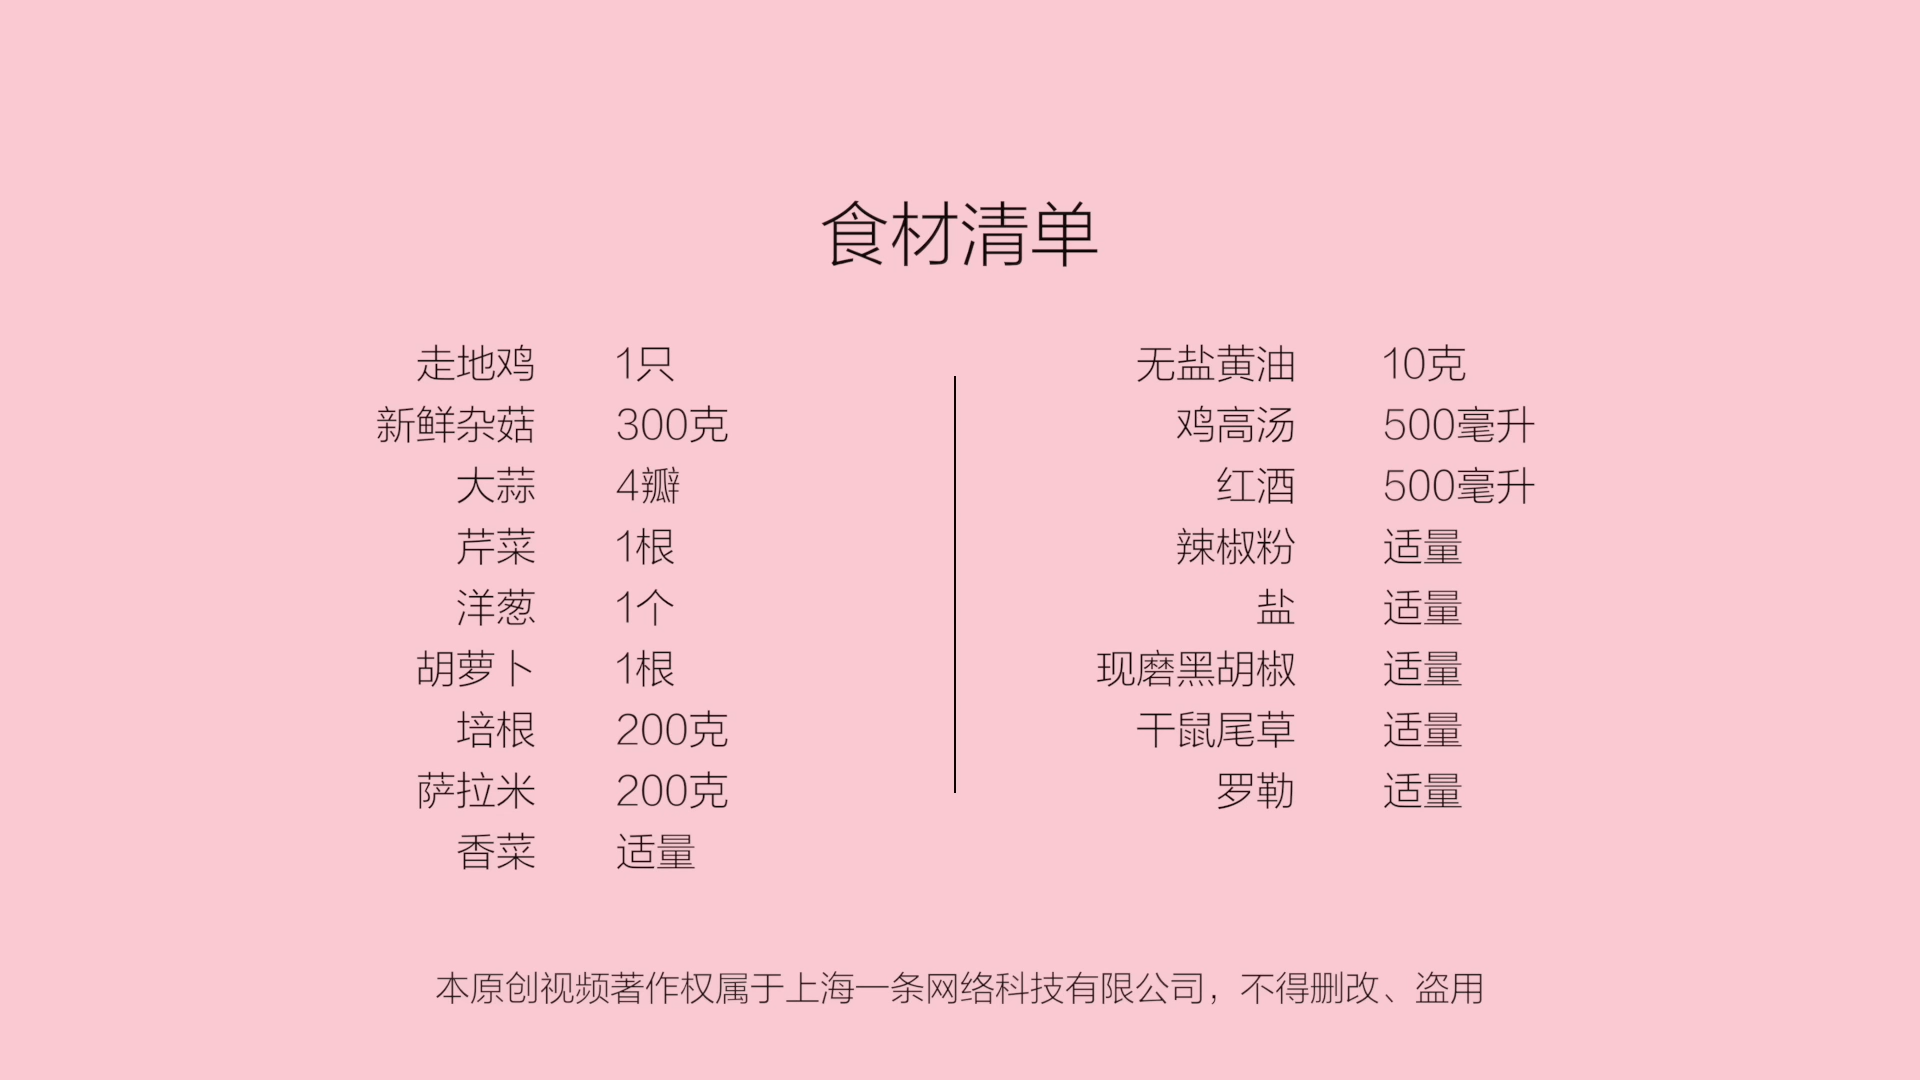 食材清单
走地鸡 1只
新鲜杂菇 300克
大蒜 4瓣
芹菜 1根
洋葱 1个
胡萝卜 1根
培根 200克
萨拉米 200克
香菜 适量
无盐黄油 10克
鸡高汤 500毫升
红酒 500毫升
辣椒粉 适量
盐 适量
现磨黑胡椒 适量
干鼠尾草 适量
罗勒 适量
本原创视频著作权属于上海一条网络科技有限公司，不得删改、盗用